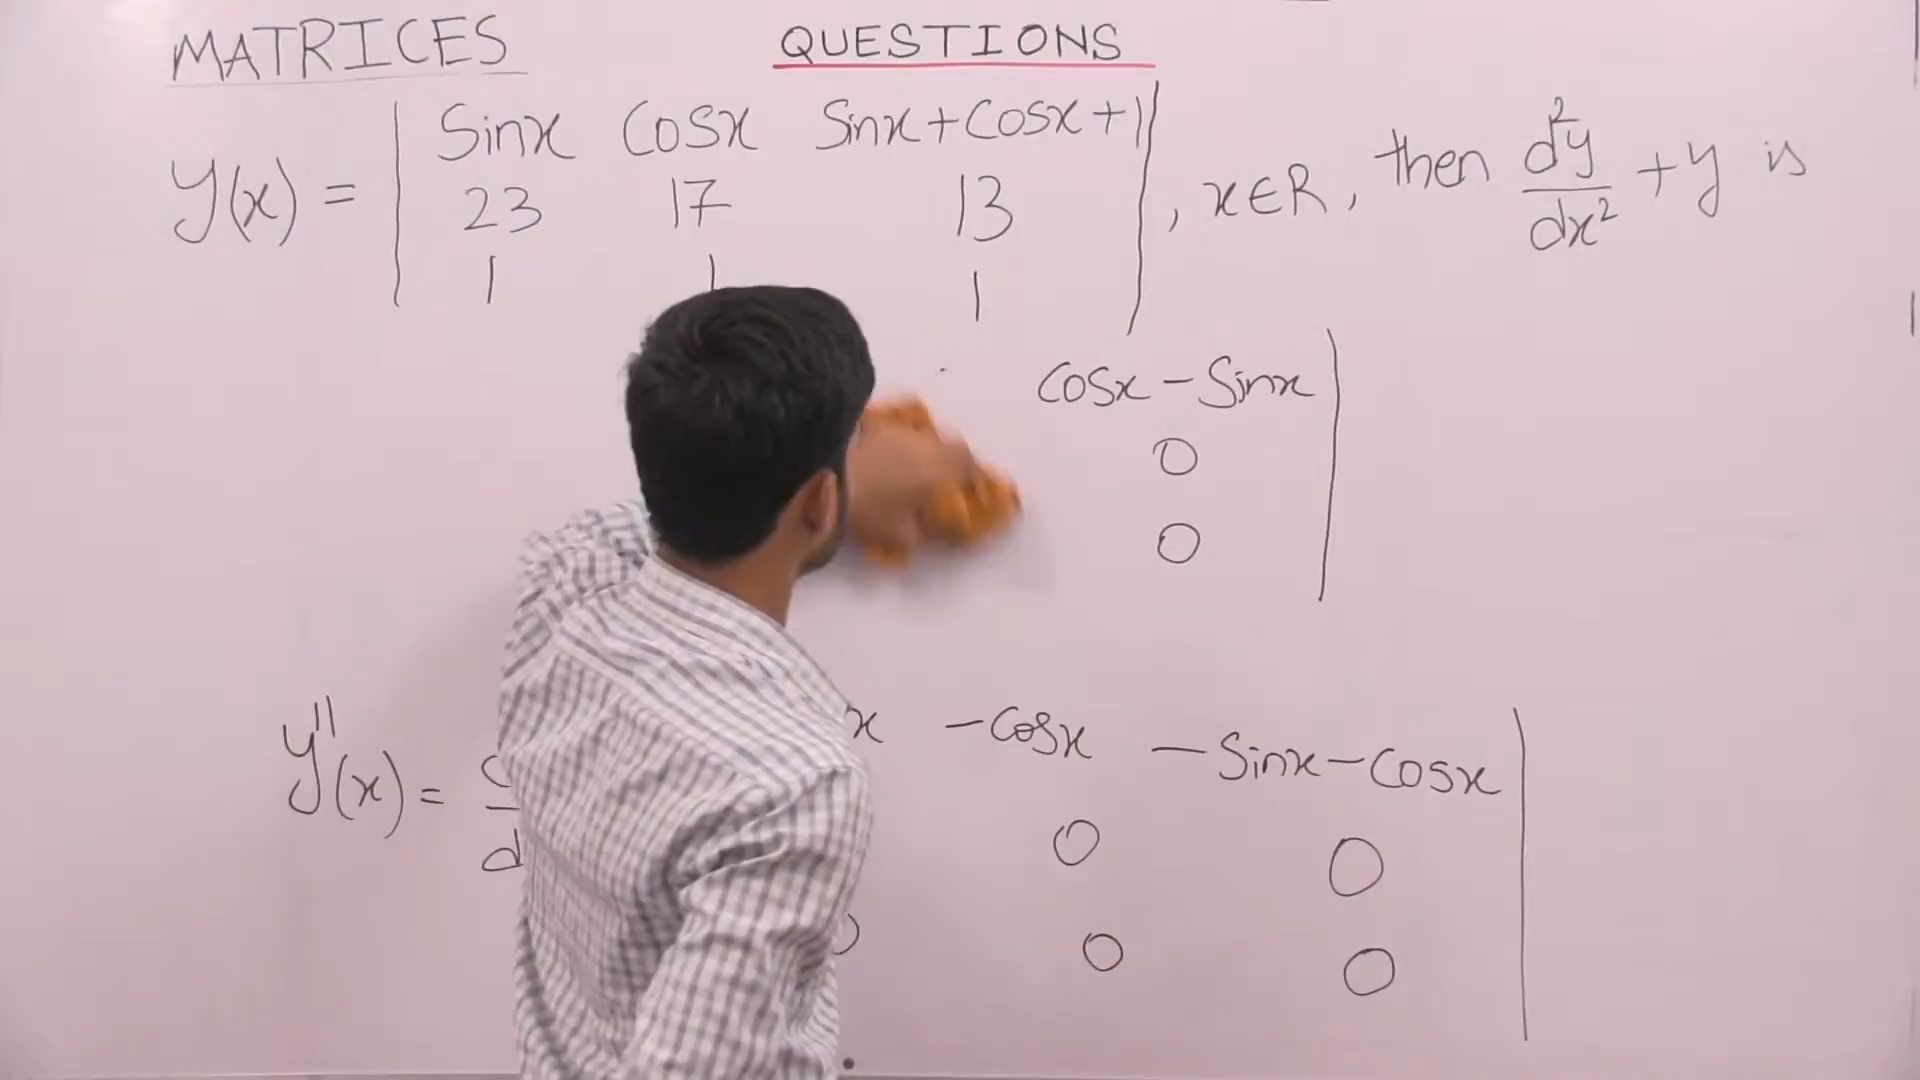 MATRICES QUESTIONS
y(x) = | Sinx Cosx Sinx+Cosx+1 | , x∈R, then d²y/dx² + y is
23 17 13
1 1 1
Cosx - Sinx
0
0
y''(x) = x -Cosx -Sinx-Cosx
0 0
0 0